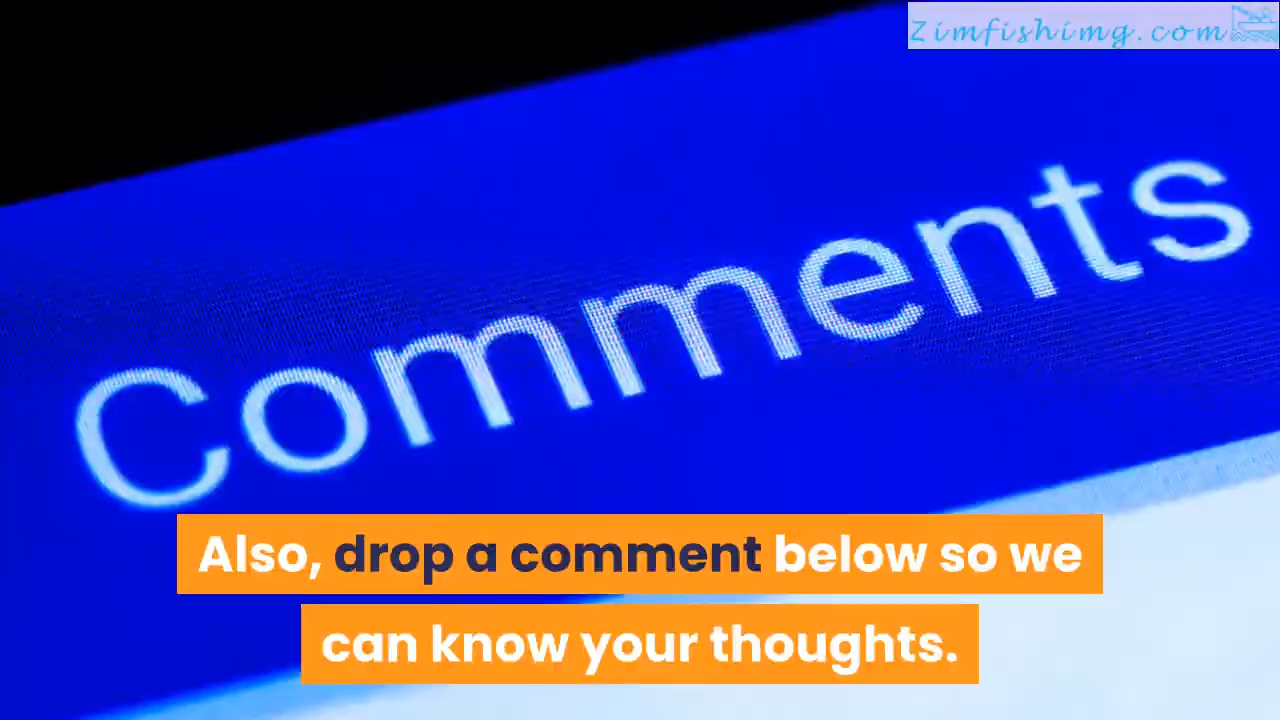 Zimfishimg.com
Comments
Also, drop a comment below so we
can know your thoughts.